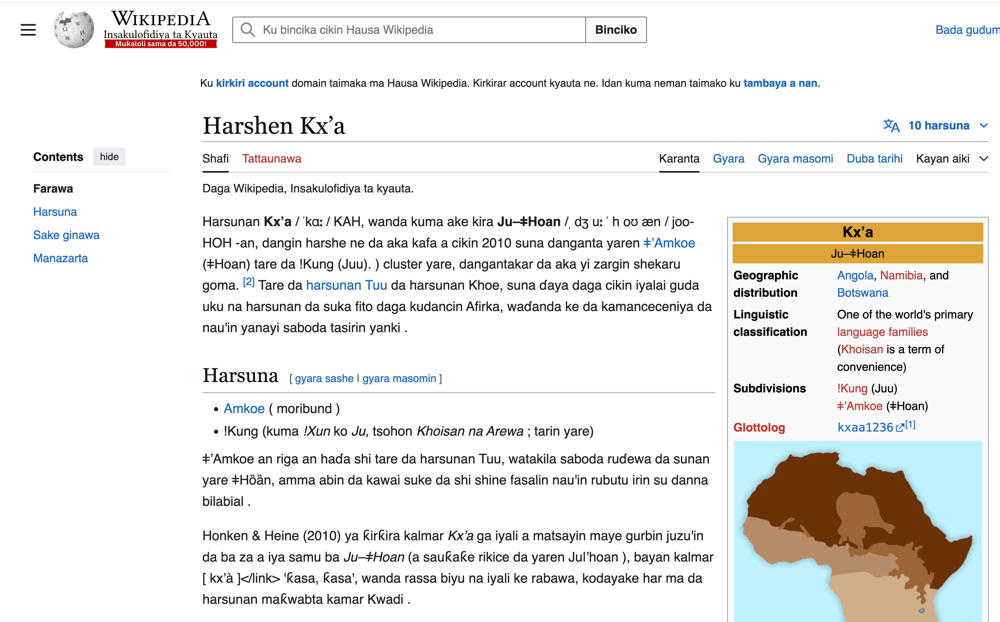 WIKIPEDIA
Insakulofidiya ta Kyauta
Muƙaloli sama da 50,000!
Ku bincika cikin Hausa Wikipedia
Binciko
Bada gudum
Ku kirkiri account domain taimaka ma Hausa Wikipedia. Kirkirar account kyauta ne. Idan kuma neman taimako ku tambaya a nan.
Harshen Kx’a
10 harsuna
Contents hide
Farawa
Harsuna
Sake ginawa
Manazarta
Shafi Tattaunawa
Karanta Gyara Gyara masomi Duba tarihi Kayan aiki
Daga Wikipedia, Insakulofidiya ta kyauta.
Harsunan Kx’a / ˈkɑː / KAH, wanda kuma ake kira Ju–ǂHoan /ˌ dʒ uː ˈ h oʊ æn / joo-
HOH -an, dangin harshe ne da aka kafa a cikin 2010 suna danganta yaren ǂ’Amkoe
(ǂHoan) tare da !Kung (Juu). ) cluster yare, dangantakar da aka yi zargin shekaru
goma. [2] Tare da harsunan Tuu da harsunan Khoe, suna ɗaya daga cikin iyalai guda
uku na harsunan da suka fito daga kudancin Afirka, waɗanda ke da kamanceceniya da
nau'in yanayi saboda tasirin yanki .
Harsuna [ gyara sashe | gyara masomin ]
• Amkoe ( moribund )
• !Kung (kuma !Xun ko Ju, tsohon Khoisan na Arewa ; tarin yare)
ǂ’Amkoe an riga an haɗa shi tare da harsunan Tuu, watakila saboda ruɗewa da sunan
yare ǂHȍȁn, amma abin da kawai suke da shi shine fasalin nau'in rubutu irin su danna
bilabial .
Honken & Heine (2010) ya ƙirƙira kalmar Kx’a ga iyali a matsayin maye gurbin juzu'in
da ba za a iya samu ba Ju–ǂHoan (a sauƙaƙe rikice da yaren Juǀ’hoan ), bayan kalmar
[ kx’à ]</link> 'ƙasa, ƙasa', wanda rassa biyu na iyali ke rabawa, kodayake har ma da
harsunan maƙwabta kamar Kwadi .
Kx’a
Ju–ǂHoan
Geographic distribution
Angola, Namibia, and
Botswana
Linguistic classification
One of the world's primary
language families
(Khoisan is a term of
convenience)
Subdivisions
!Kung (Juu)
ǂ’Amkoe (ǂHoan)
Glottolog
kxaa1236 [1]